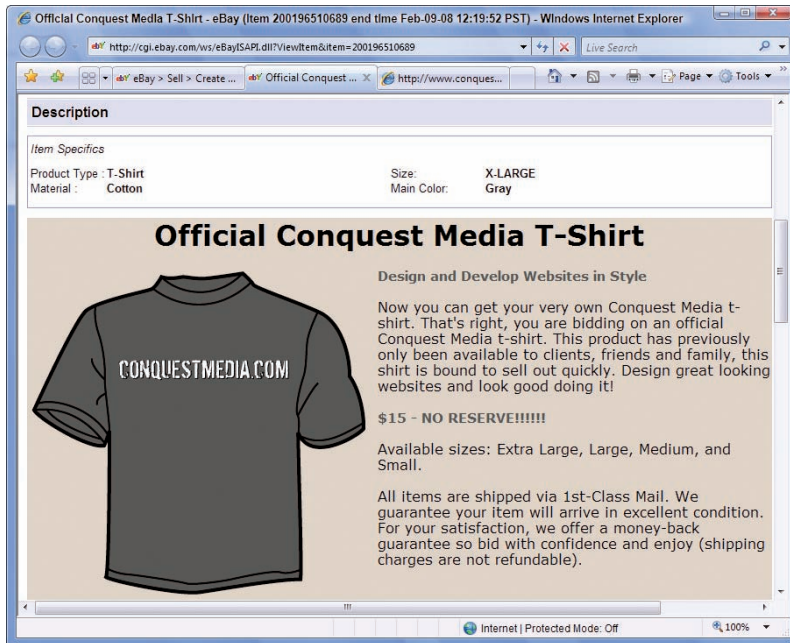 Official Conquest Media T-Shirt - eBay (item 200196510689 end time Feb-09-08 12:19:52 PST) - Windows Internet Explorer
http://cgi.ebay.com/ws/eBayISAPI.dll?ViewItem&item=200196510689
Live Search
eBay > Sell > Create ...
Official Conquest ...
http://www.conques...
Page
Tools
Description
Item Specifics
Product Type : T-Shirt Size: X-LARGE
Material : Cotton Main Color: Gray
Official Conquest Media T-Shirt
CONQUESTMEDIA.COM
Design and Develop Websites in Style
Now you can get your very own Conquest Media t-
shirt. That's right, you are bidding on an official
Conquest Media t-shirt. This product has previously
only been available to clients, friends and family, this
shirt is bound to sell out quickly. Design great looking
websites and look good doing it!
$15 - NO RESERVE!!!!!!
Available sizes: Extra Large, Large, Medium, and
Small.
All items are shipped via 1st-Class Mail. We
guarantee your item will arrive in excellent condition.
For your satisfaction, we offer a money-back
guarantee so bid with confidence and enjoy (shipping
charges are not refundable).
Internet | Protected Mode: Off
100%